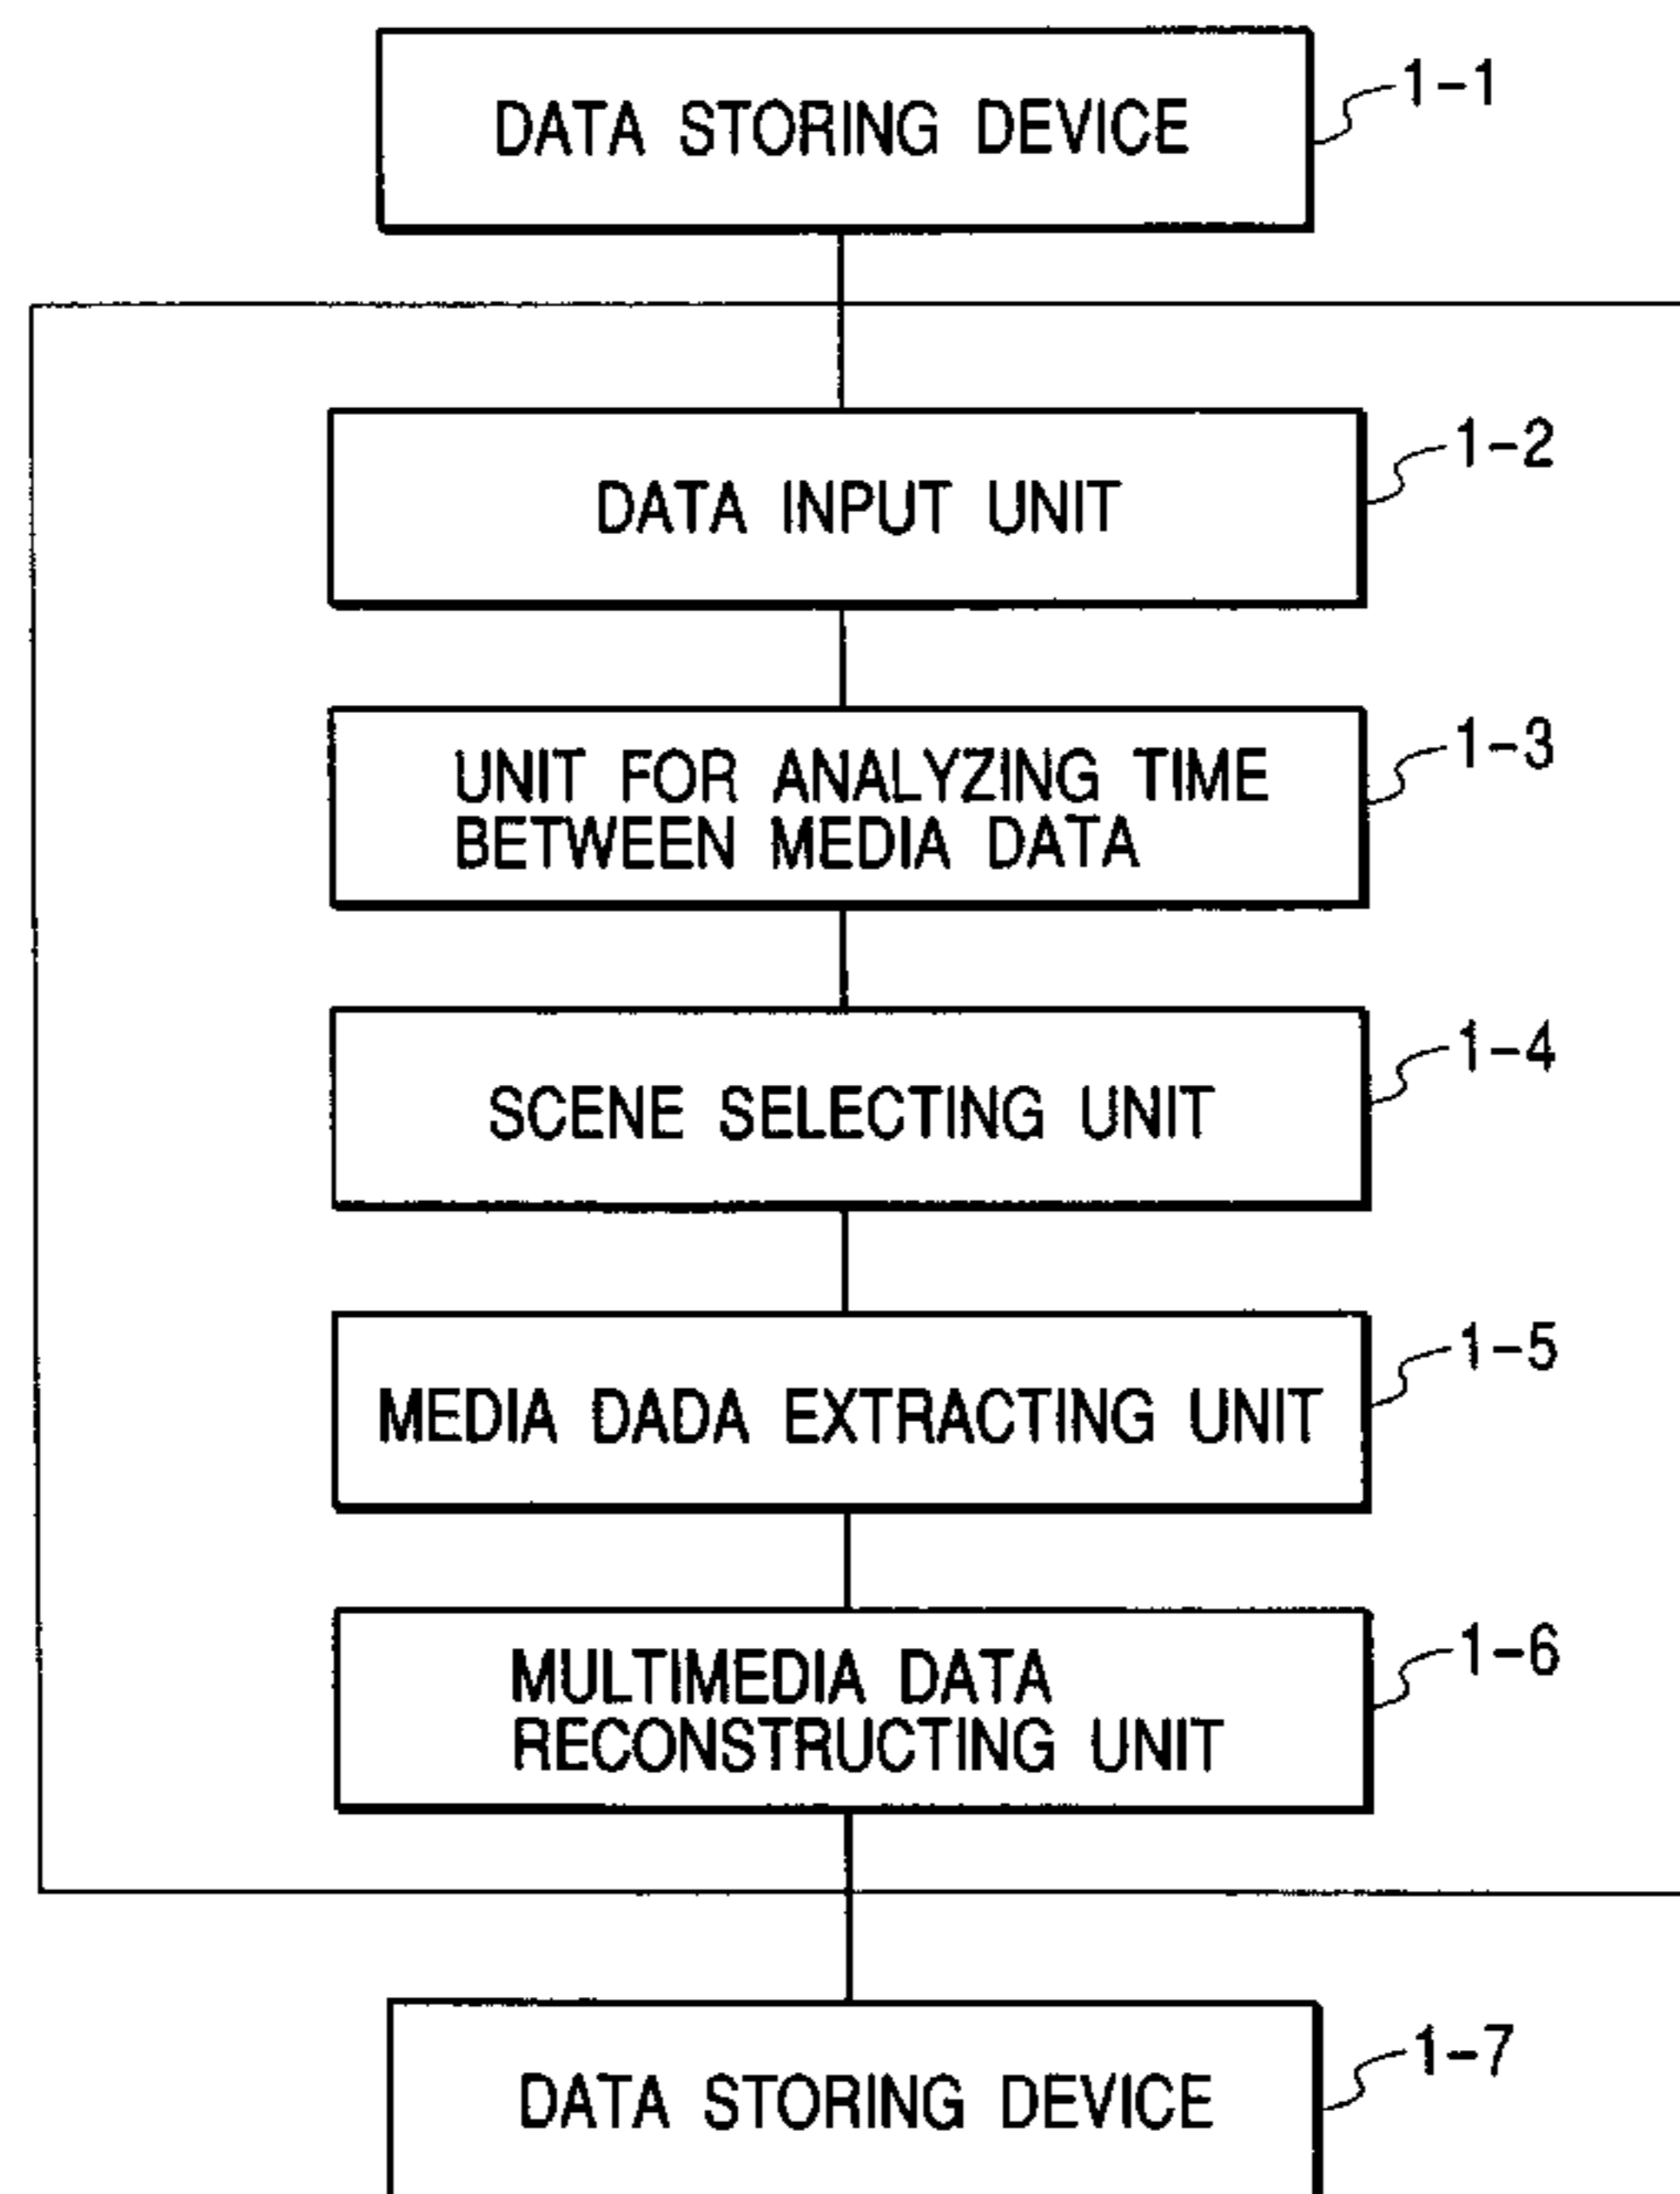 DATA STORING DEVICE
1-1
DATA INPUT UNIT
1-2
UNIT FOR ANALYZING TIME
BETWEEN MEDIA DATA
1-3
SCENE SELECTING UNIT
1-4
MEDIA DADA EXTRACTING UNIT
1-5
MULTIMEDIA DATA
RECONSTRUCTING UNIT
1-6
DATA STORING DEVICE
1-7